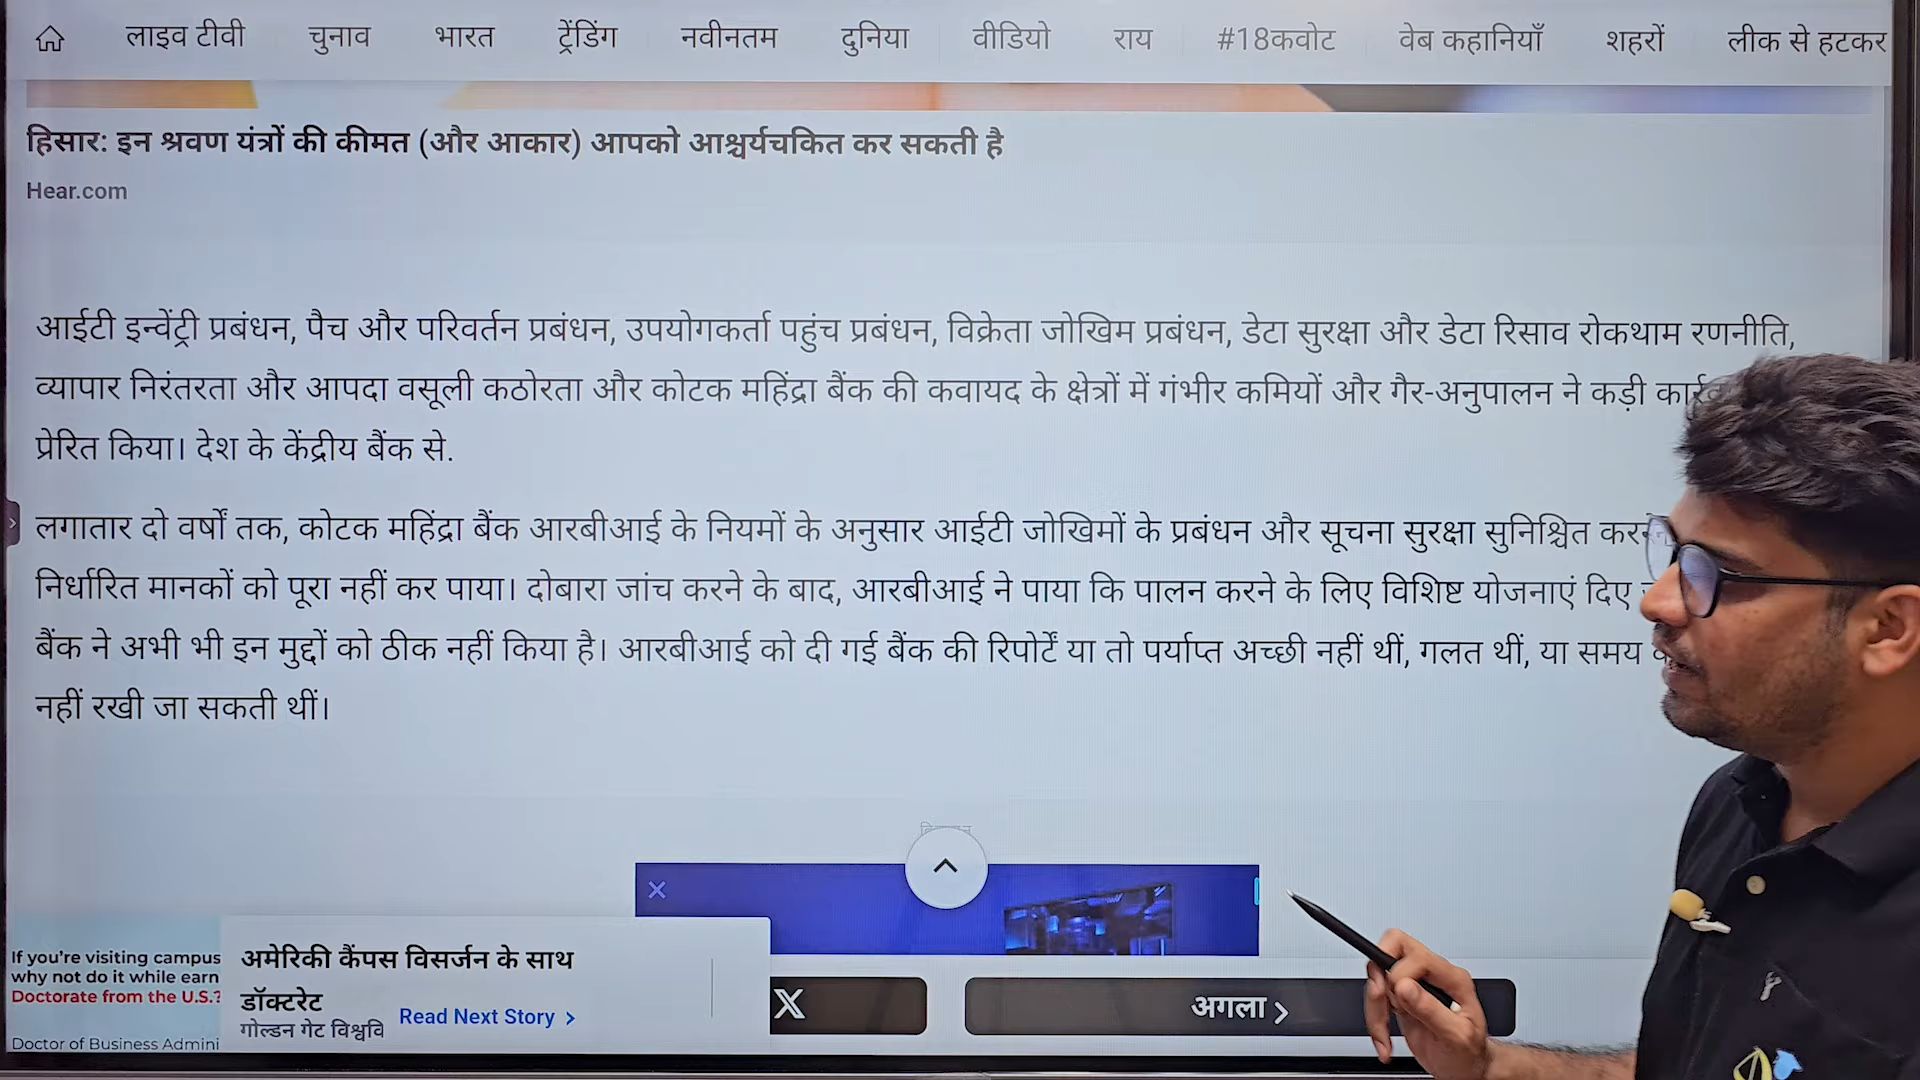 लाइव टीवी चुनाव भारत ट्रेंडिंग नवीनतम दुनिया वीडियो राय #18कवोट वेब कहानियाँ शहरों लीक से हटकर
हिसार: इन श्रवण यंत्रों की कीमत (और आकार) आपको आश्चर्यचकित कर सकती है
Hear.com
आईटी इन्वेंट्री प्रबंधन, पैच और परिवर्तन प्रबंधन, उपयोगकर्ता पहुंच प्रबंधन, विक्रेता जोखिम प्रबंधन, डेटा सुरक्षा और डेटा रिसाव रोकथाम रणनीति,
व्यापार निरंतरता और आपदा वसूली कठोरता और कोटक महिंद्रा बैंक की कवायद के क्षेत्रों में गंभीर कमियों और गैर-अनुपालन ने कड़ी
प्रेरित किया। देश के केंद्रीय बैंक से.
लगातार दो वर्षों तक, कोटक महिंद्रा बैंक आरबीआई के नियमों के अनुसार आईटी जोखिमों के प्रबंधन और सूचना सुरक्षा सुनिश्चित
निर्धारित मानकों को पूरा नहीं कर पाया। दोबारा जांच करने के बाद, आरबीआई ने पाया कि पालन करने के लिए विशिष्ट योजनाएं दिए
बैंक ने अभी भी इन मुद्दों को ठीक नहीं किया है। आरबीआई को दी गई बैंक की रिपोर्टें या तो पर्याप्त अच्छी नहीं थीं, गलत थीं, या समय
नहीं रखी जा सकती थीं।
If you're visiting campus
why not do it while earn
Doctorate from the U.S.?
Doctor of Business Admini
अमेरिकी कैंपस विसर्जन के साथ
डॉक्टरेट
गोल्डन गेट विश्ववि
Read Next Story >
X
अगला >